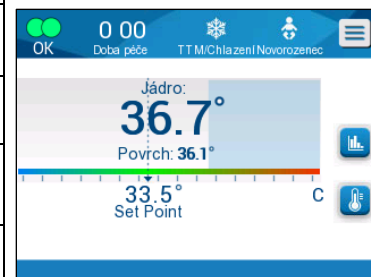 OK
0 00
Doba péče
TTM/Chlazení
Novorozenec
Jádro:
36.7°
Povrch: 36.1°
33.5°
Set Point
C